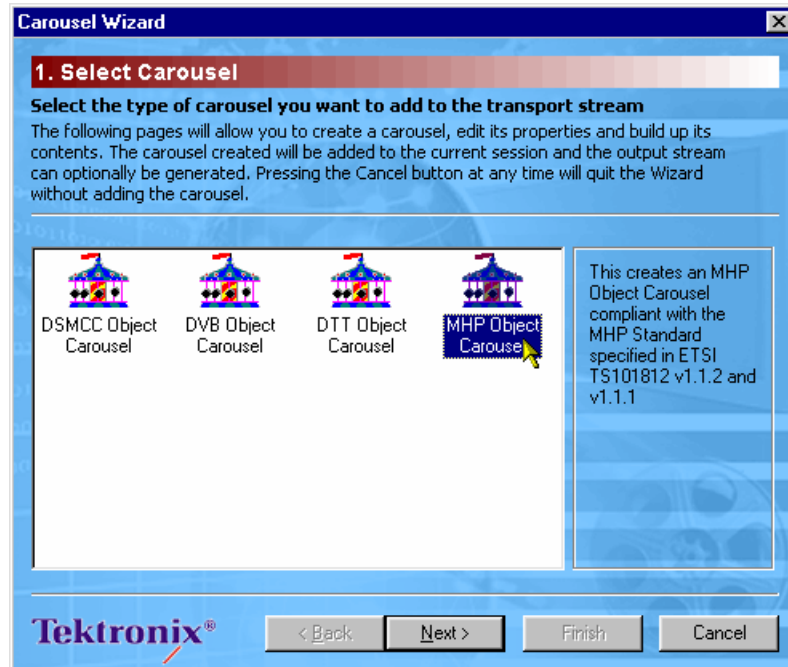 Carousel Wizard
1. Select Carousel
Select the type of carousel you want to add to the transport stream
The following pages will allow you to create a carousel, edit its properties and build up its
contents. The carousel created will be added to the current session and the output stream
can optionally be generated. Pressing the Cancel button at any time will quit the Wizard
without adding the carousel.
DSMCC Object
Carousel
DVB Object
Carousel
DTT Object
Carousel
MHP Object
Carousel
This creates an MHP
Object Carousel
compliant with the
MHP Standard
specified in ETSI
TS101812 v1.1.2 and
v1.1.1
Tektronix®
< Back
Next >
Finish
Cancel